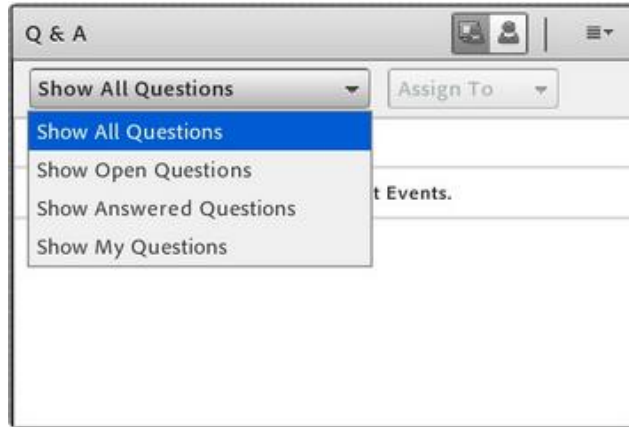 Q & A
Show All Questions Assign To
Show All Questions
Show Open Questions
t Events.
Show Answered Questions
Show My Questions